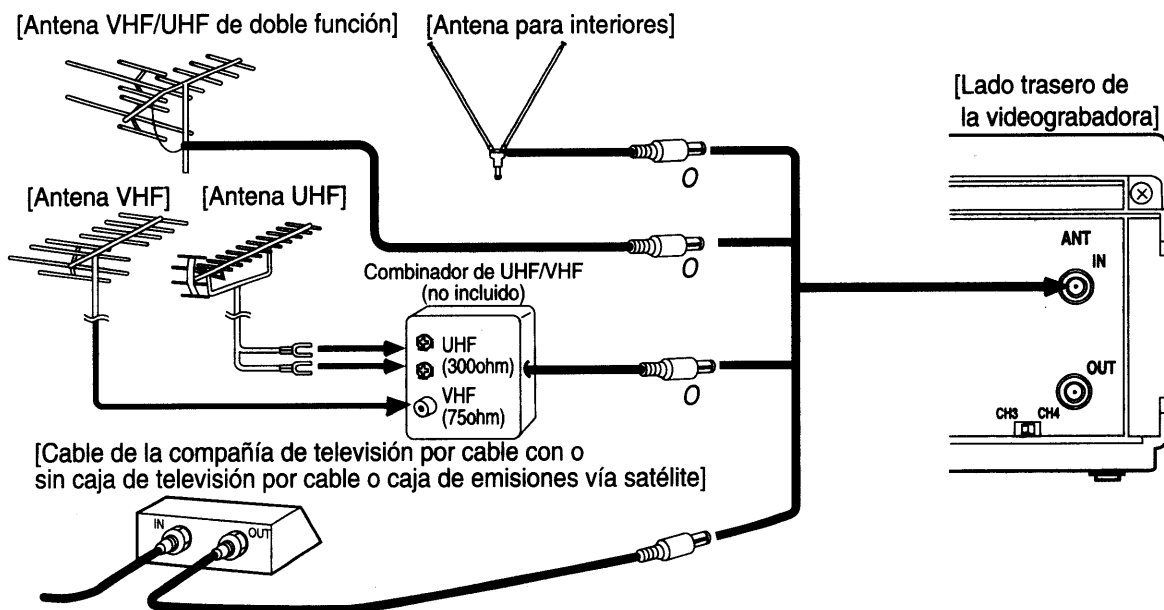 [Antena VHF/UHF de doble función]
[Antena para interiores]
[Lado trasero de
la videograbadora]
[Antena VHF]
[Antena UHF]
Combinador de UHF/VHF
(no incluido)
UHF
(300ohm)
VHF
(75ohm)
O
O
O
ANT
IN
OUT
CH3
CH4
[Cable de la compañía de televisión por cable con o
sin caja de televisión por cable o caja de emisiones vía satélite]
IN
OUT